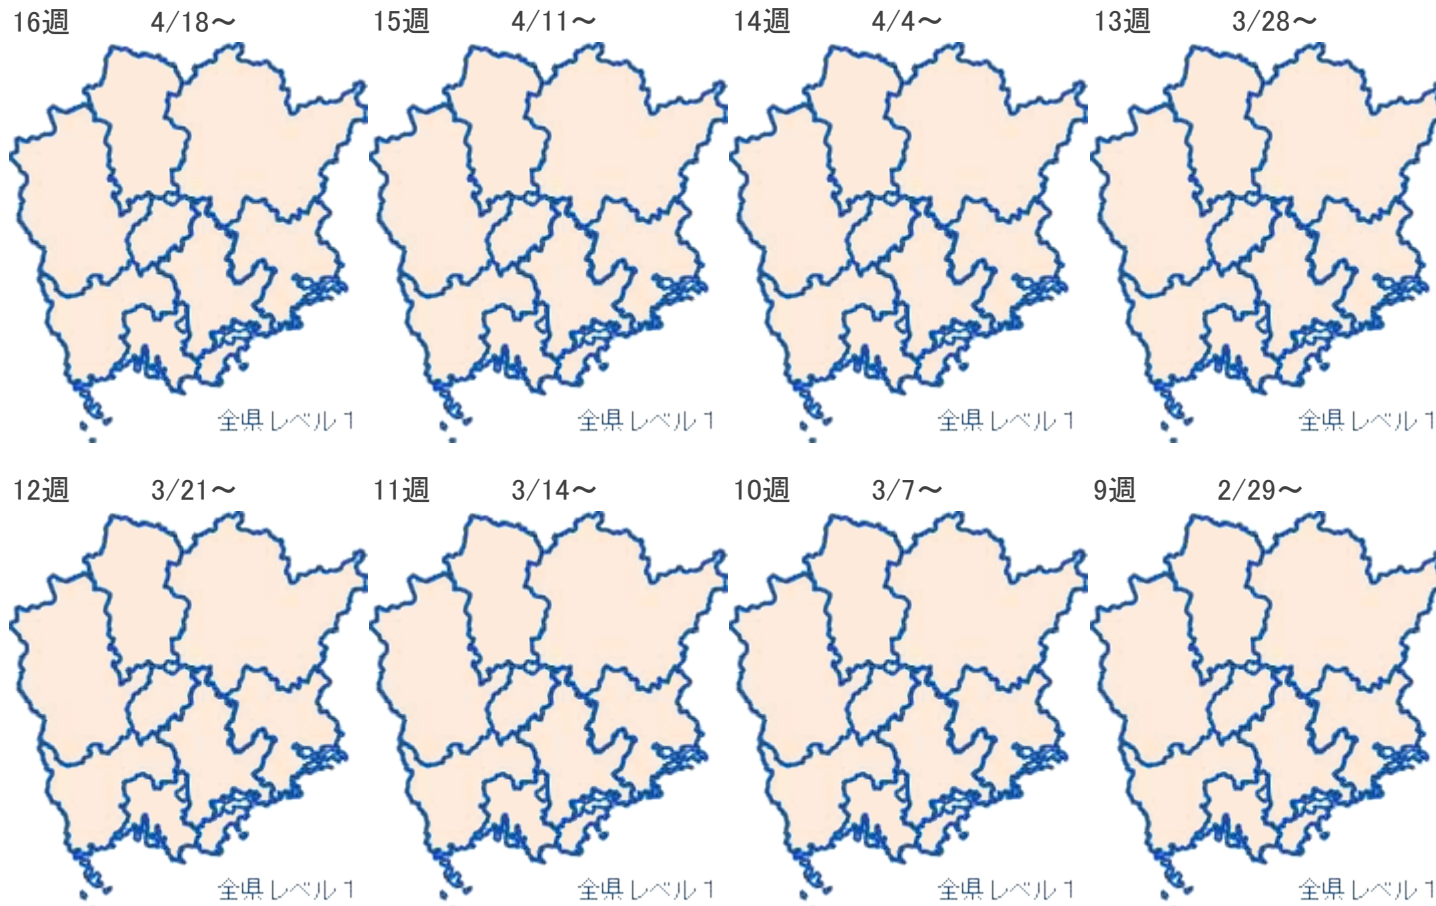 16週 4/18～ 15週 4/11～ 14週 4/4～ 13週 3/28～
全県レベル１ 全県レベル１ 全県レベル１ 全県レベル１
12週 3/21～ 11週 3/14～ 10週 3/7～ 9週 2/29～
全県レベル１ 全県レベル１ 全県レベル１ 全県レベル１